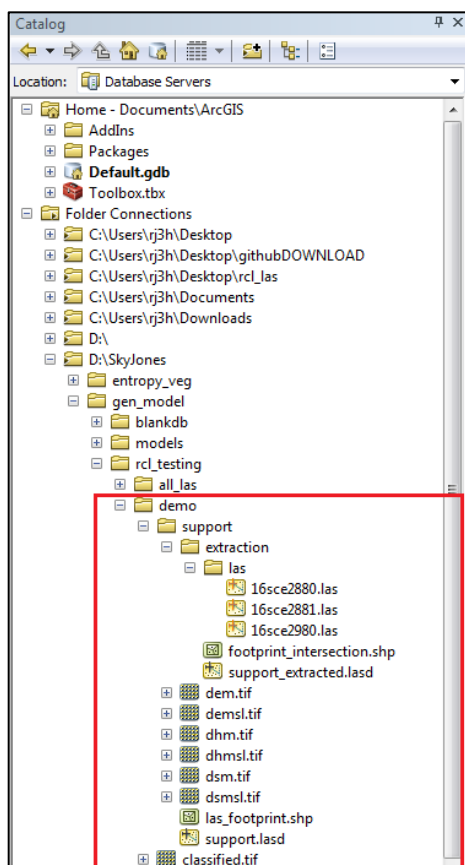 Catalog
Location: Database Servers
Home - Documents\ArcGIS
AddIns
Packages
Default.gdb
Toolbox.tbx
Folder Connections
C:\Users\rj3h\Desktop
C:\Users\rj3h\Desktop\githubDOWNLOAD
C:\Users\rj3h\Desktop\rcl_las
C:\Users\rj3h\Documents
C:\Users\rj3h\Downloads
D:\
D:\SkyJones
entropy_veg
gen_model
blankdb
models
rcl_testing
all_las
demo
support
extraction
las
16sce2880.las
16sce2881.las
16sce2980.las
footprint_intersection.shp
support_extracted.lasd
dem.tif
demsl.tif
dhm.tif
dhmsl.tif
dsm.tif
dsmsl.tif
las_footprint.shp
support.lasd
classified.tif